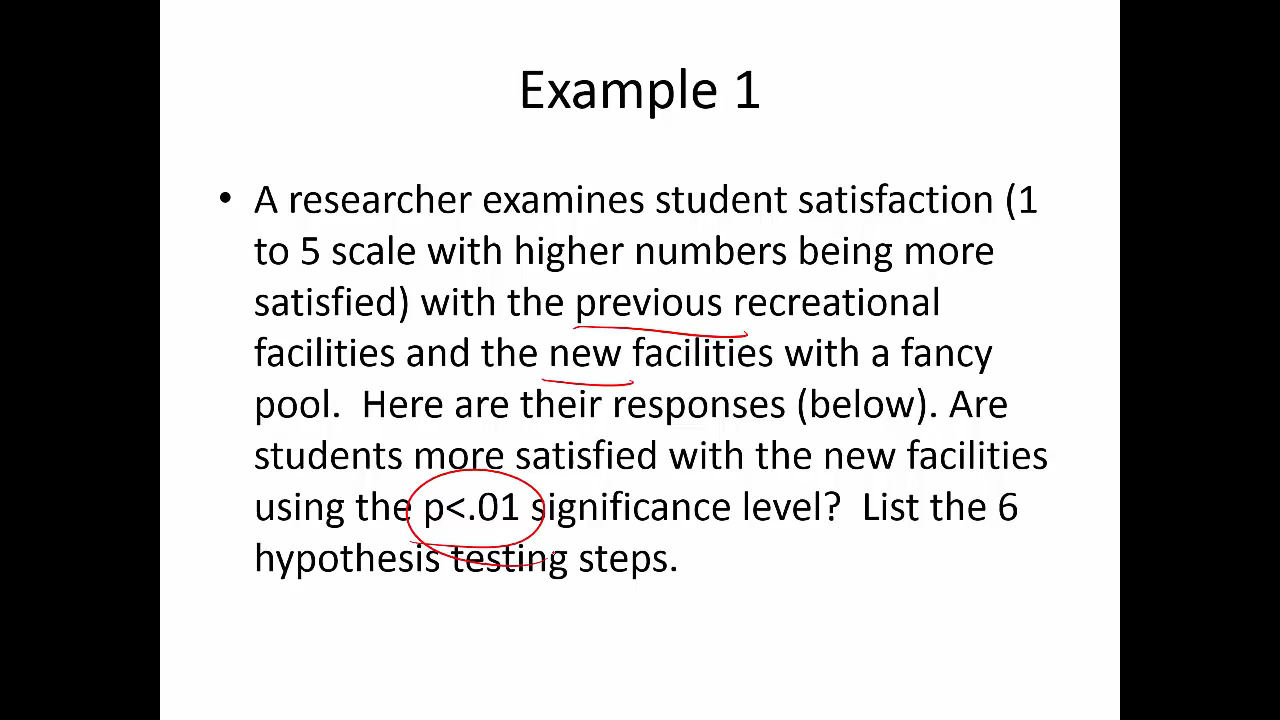 Example 1
• A researcher examines student satisfaction (1
to 5 scale with higher numbers being more
satisfied) with the previous recreational
facilities and the new facilities with a fancy
pool.  Here are their responses (below). Are
students more satisfied with the new facilities
using the p<.01 significance level?  List the 6
hypothesis testing steps.